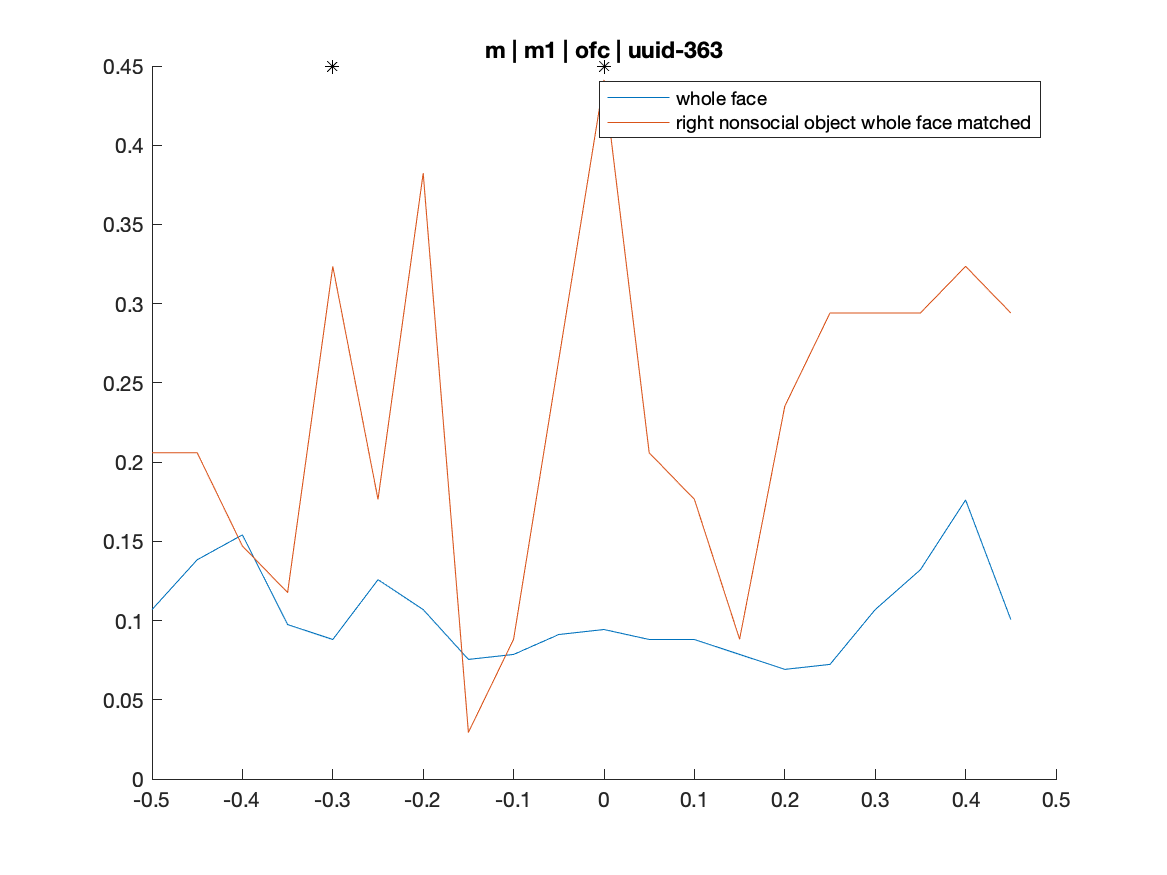 m | m1 | ofc | uuid-363
whole face
right nonsocial object whole face matched
0.45
0.4
0.35
0.3
0.25
0.2
0.15
0.1
0.05
0
-0.5 -0.4 -0.3 -0.2 -0.1 0 0.1 0.2 0.3 0.4 0.5